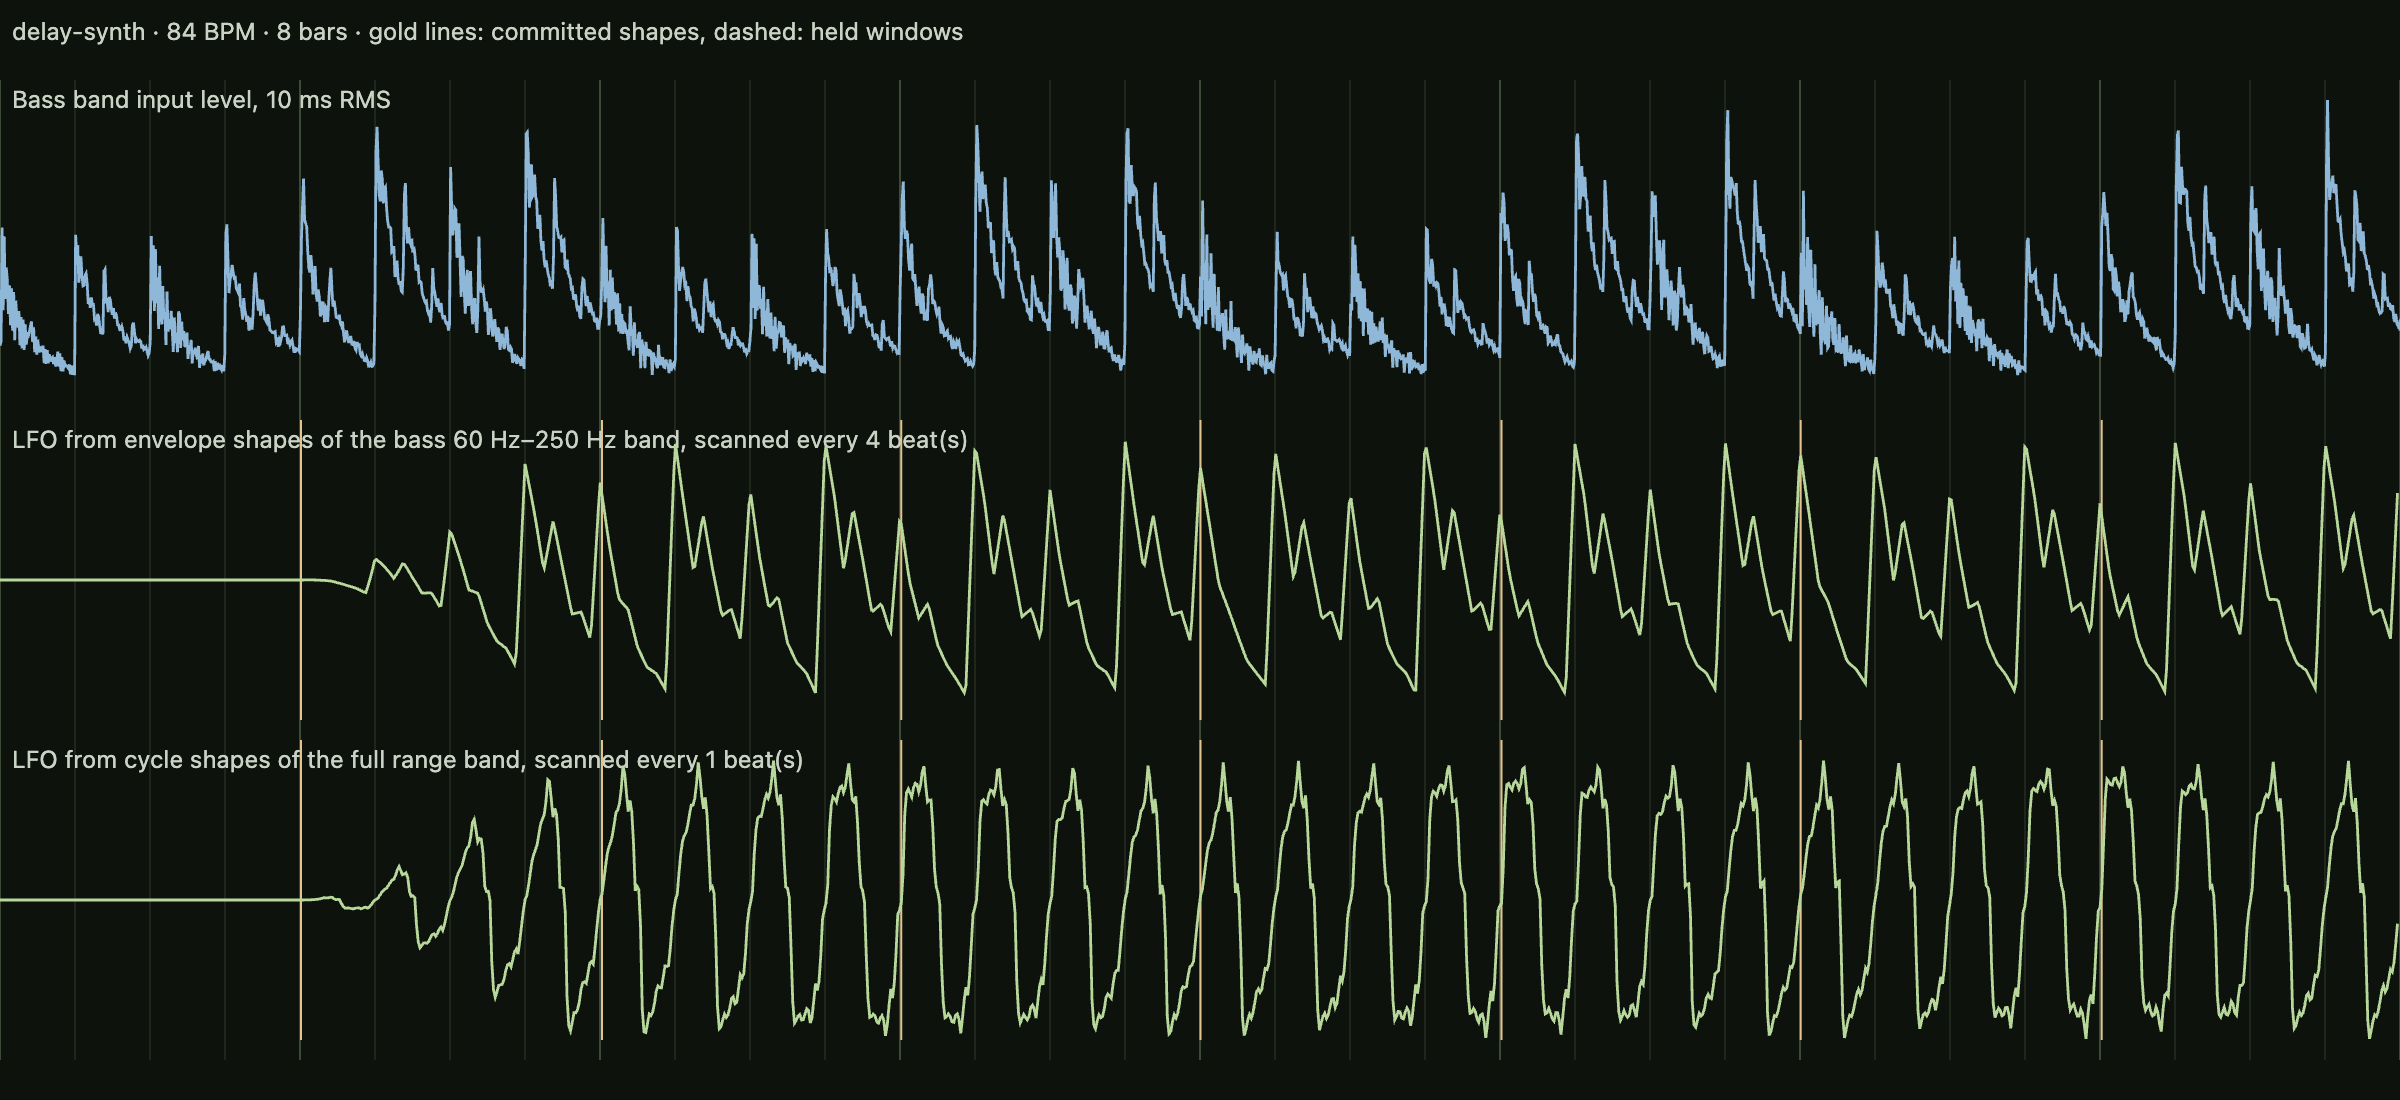 delay-synth · 84 BPM · 8 bars · gold lines: committed shapes, dashed: held windows
Bass band input level, 10 ms RMS
LFO from envelope shapes of the bass 60 Hz–250 Hz band, scanned every 4 beat(s)
LFO from cycle shapes of the full range band, scanned every 1 beat(s)